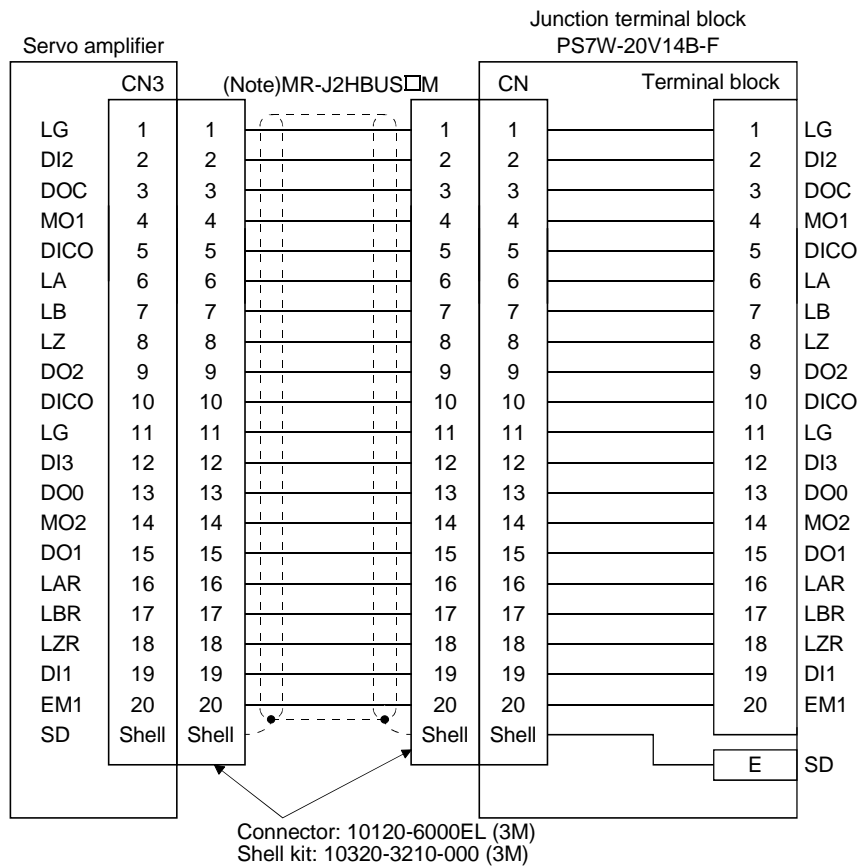 Junction terminal block
Servo amplifier PS7W-20V14B-F
CN3 (Note)MR-J2HBUS□M CN Terminal block
LG 1 1 1 1 1 LG
DI2 2 2 2 2 2 DI2
DOC 3 3 3 3 3 DOC
MO1 4 4 4 4 4 MO1
DICO 5 5 5 5 5 DICO
LA 6 6 6 6 6 LA
LB 7 7 7 7 7 LB
LZ 8 8 8 8 8 LZ
DO2 9 9 9 9 9 DO2
DICO 10 10 10 10 10 DICO
LG 11 11 11 11 11 LG
DI3 12 12 12 12 12 DI3
DO0 13 13 13 13 13 DO0
MO2 14 14 14 14 14 MO2
DO1 15 15 15 15 15 DO1
LAR 16 16 16 16 16 LAR
LBR 17 17 17 17 17 LBR
LZR 18 18 18 18 18 LZR
DI1 19 19 19 19 19 DI1
EM1 20 20 20 20 20 EM1
SD Shell Shell Shell Shell
E SD
Connector: 10120-6000EL (3M)
Shell kit: 10320-3210-000 (3M)